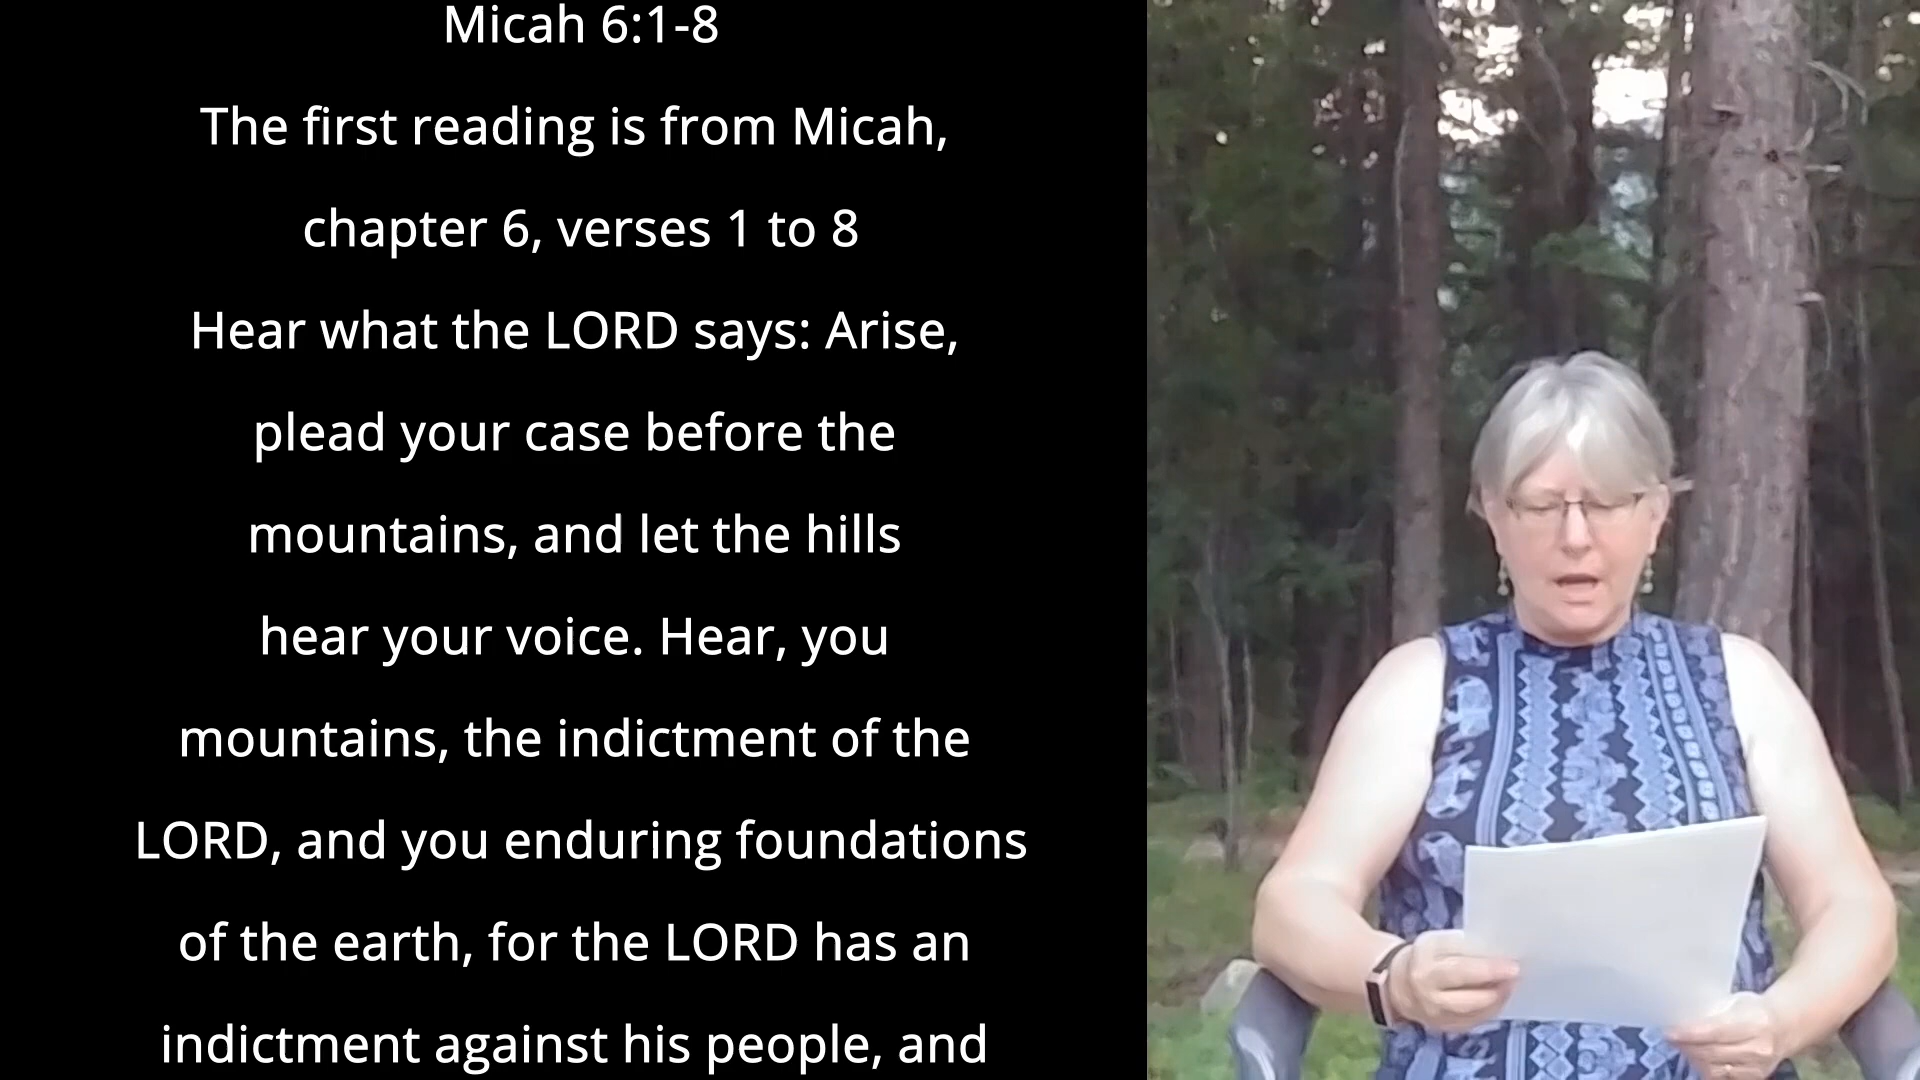 Micah 6:1-8
The first reading is from Micah,
chapter 6, verses 1 to 8
Hear what the LORD says: Arise,
plead your case before the
mountains, and let the hills
hear your voice. Hear, you
mountains, the indictment of the
LORD, and you enduring foundations
of the earth, for the LORD has an
indictment against his people, and